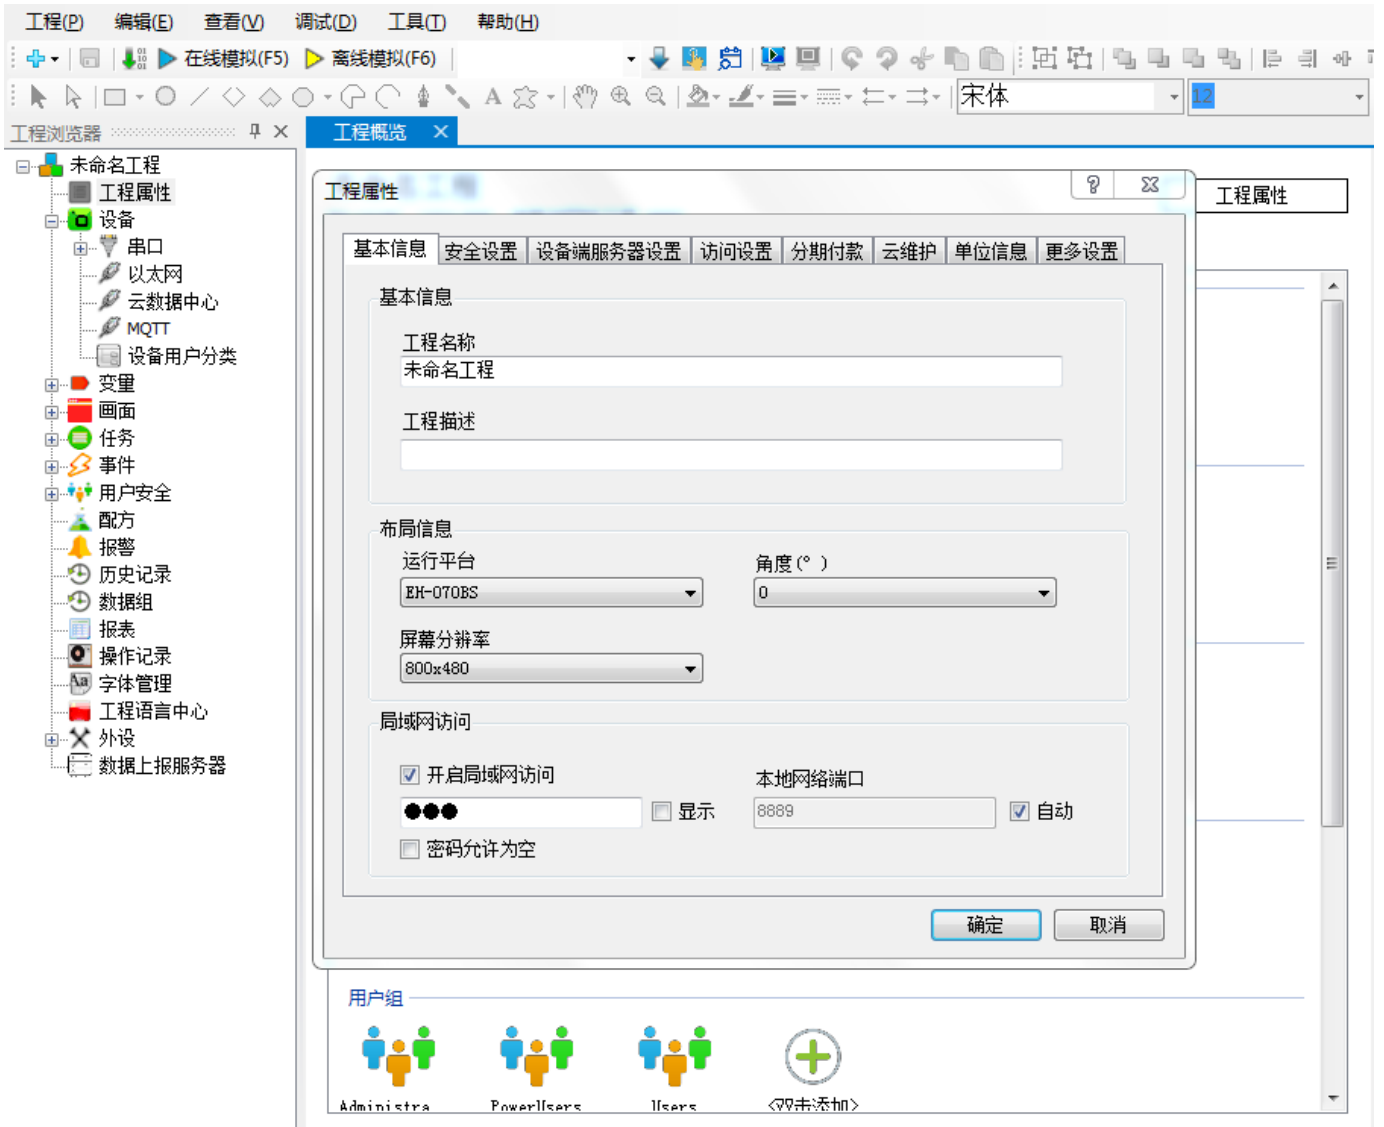 工程(P) 编辑(E) 查看(V) 调试(D) 工具(T) 帮助(H)
在线模拟(F5) 离线模拟(F6)
宋体 12
工程浏览器 工程概览
未命名工程
工程属性
设备
串口
以太网
云数据中心
MQTT
设备用户分类
变量
画面
任务
事件
用户安全
配方
报警
历史记录
数据组
报表
操作记录
字体管理
工程语言中心
外设
数据上报服务器
工程属性
工程属性
基本信息 安全设置 设备端服务器设置 访问设置 分期付款 云维护 单位信息 更多设置
基本信息
工程名称
未命名工程
工程描述
布局信息
运行平台 角度(° )
EH-070BS 0
屏幕分辨率
800x480
局域网访问
开启局域网访问 本地网络端口
●●● 显示 8889 自动
密码允许为空
确定 取消
用户组
Administra PowerUsers Users <双击添加>